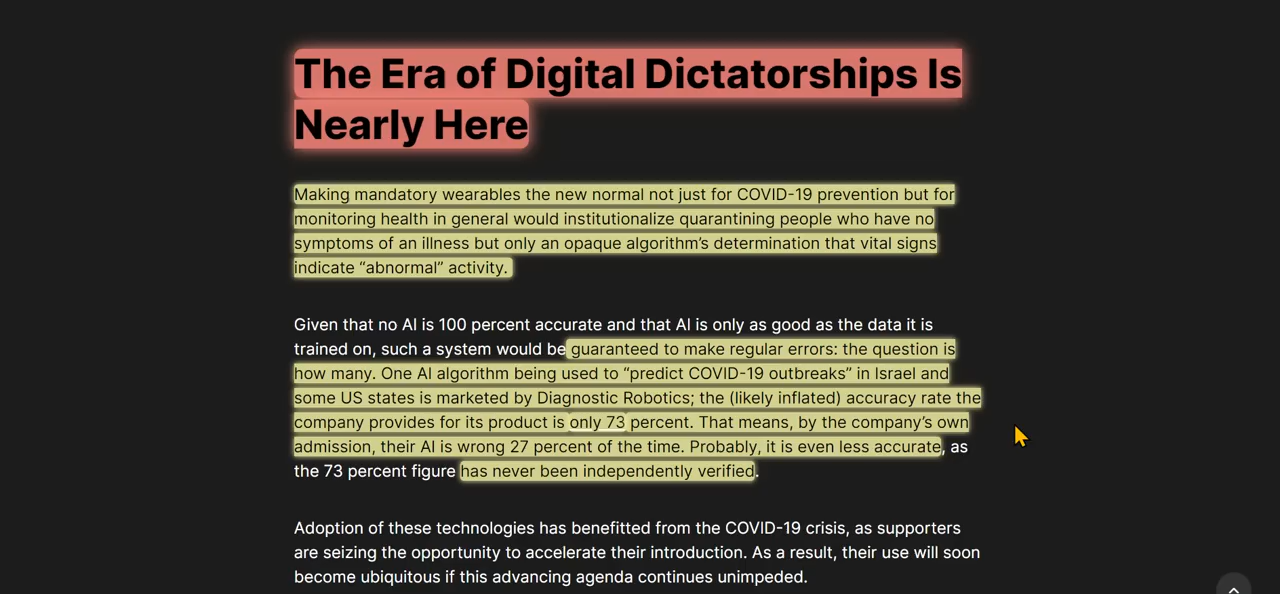 The Era of Digital Dictatorships Is
Nearly Here
Making mandatory wearables the new normal not just for COVID-19 prevention but for
monitoring health in general would institutionalize quarantining people who have no
symptoms of an illness but only an opaque algorithm’s determination that vital signs
indicate “abnormal” activity.
Given that no AI is 100 percent accurate and that AI is only as good as the data it is
trained on, such a system would be guaranteed to make regular errors: the question is
how many. One AI algorithm being used to “predict COVID-19 outbreaks” in Israel and
some US states is marketed by Diagnostic Robotics; the (likely inflated) accuracy rate the
company provides for its product is only 73 percent. That means, by the company’s own
admission, their AI is wrong 27 percent of the time. Probably, it is even less accurate, as
the 73 percent figure has never been independently verified.
Adoption of these technologies has benefitted from the COVID-19 crisis, as supporters
are seizing the opportunity to accelerate their introduction. As a result, their use will soon
become ubiquitous if this advancing agenda continues unimpeded.